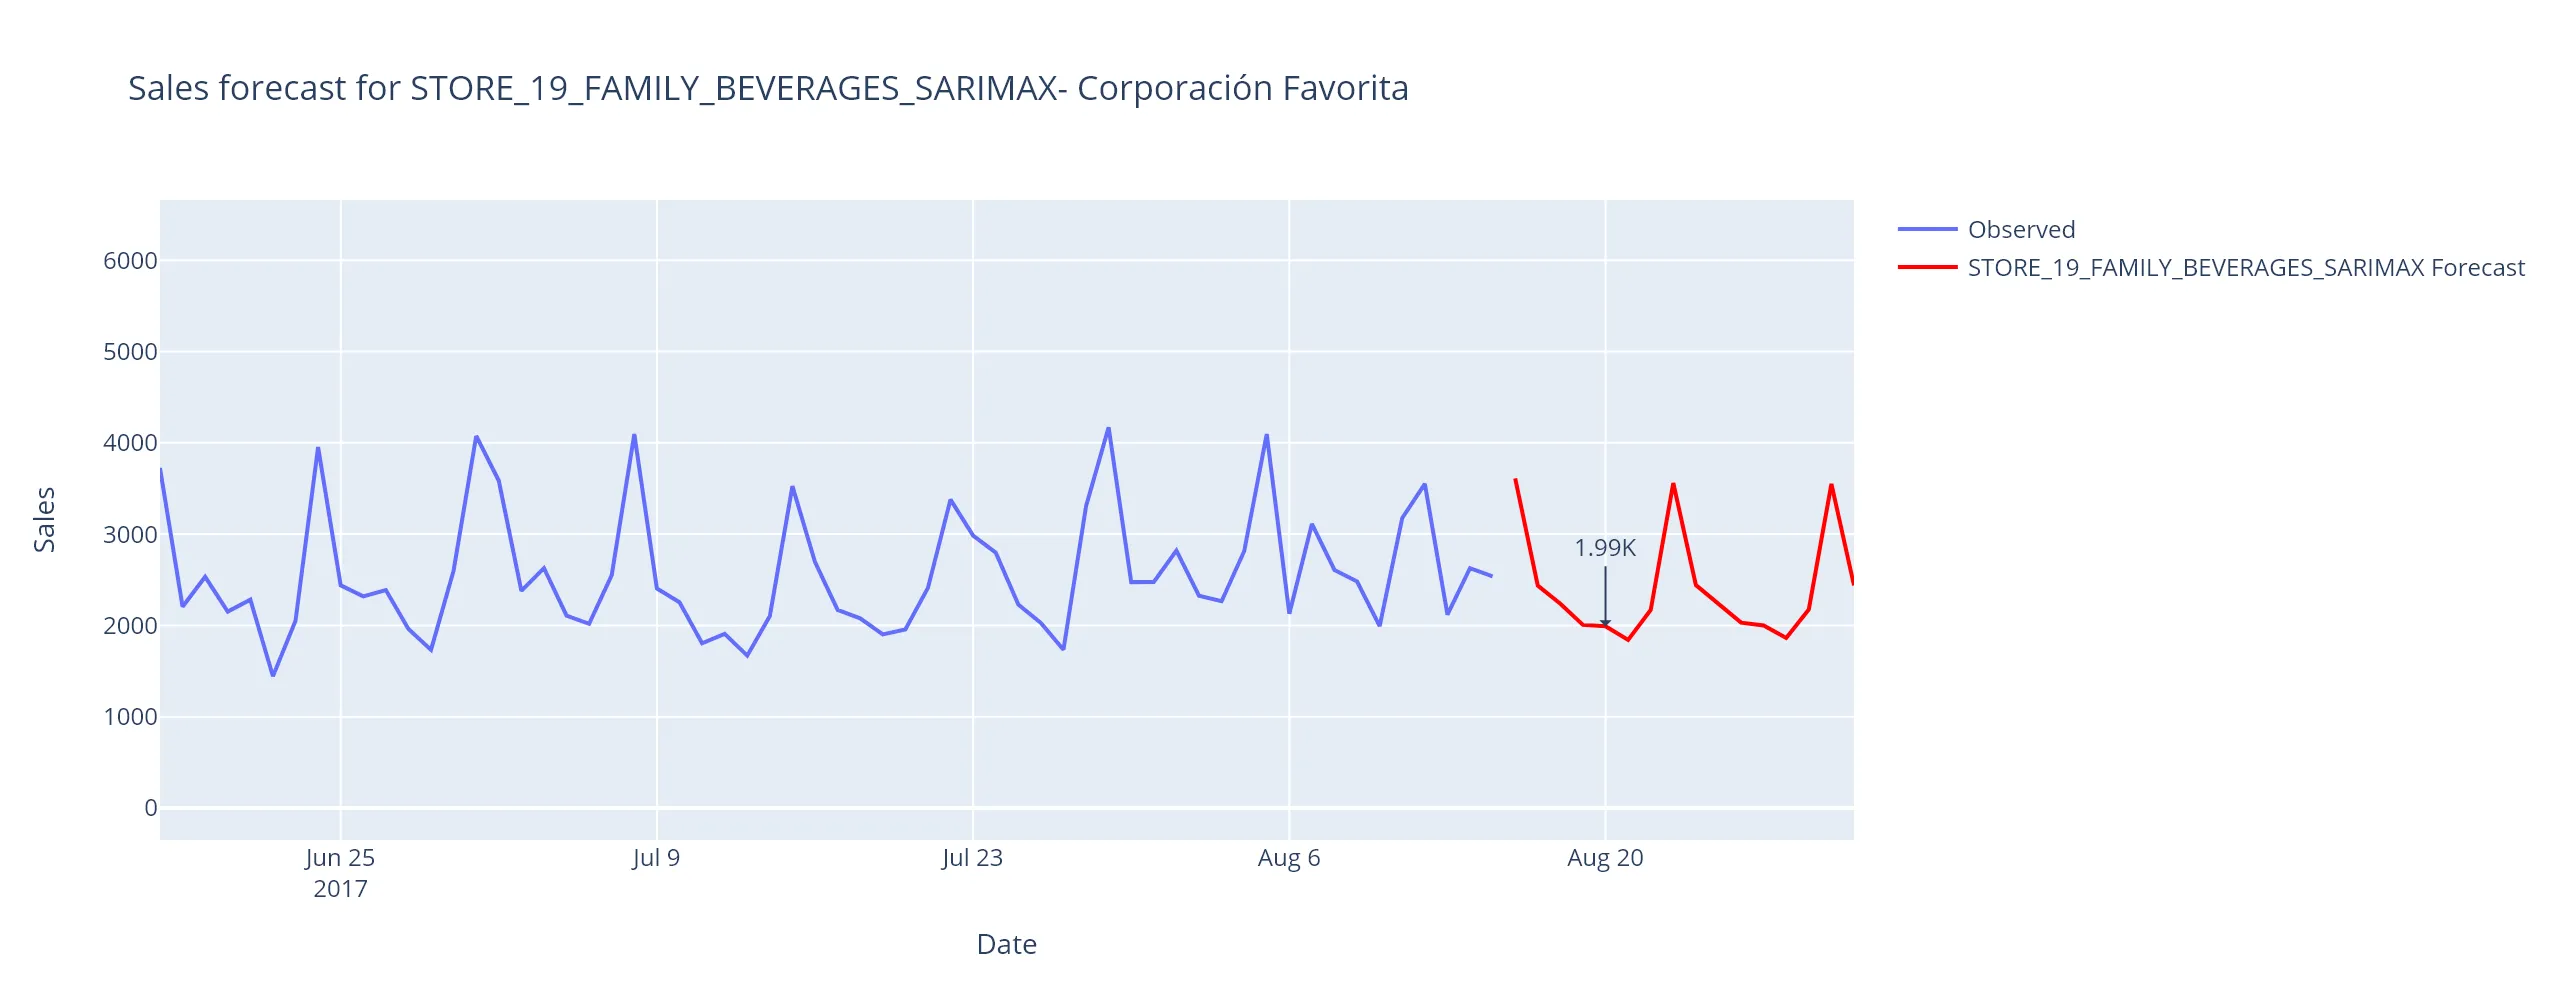 Sales forecast for STORE_19_FAMILY_BEVERAGES_SARIMAX- Corporación Favorita
Observed
STORE_19_FAMILY_BEVERAGES_SARIMAX Forecast
6000
5000
4000
3000
2000
1000
0
Sales
1.99K
Jun 25
2017
Jul 9
Jul 23
Aug 6
Aug 20
Date